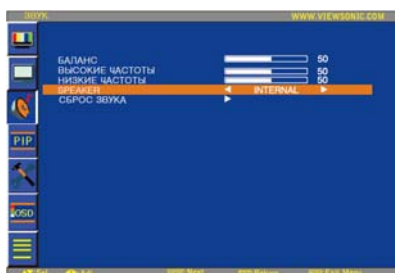 ЗВУК WWW.VIEWSONIC.COM
БАЛАНС 50
ВЫСОКИЕ ЧАСТОТЫ 50
НИЗКИЕ ЧАСТОТЫ 50
SPEAKER INTERNAL
СБРОС ЗВУКА
PIP
OSD